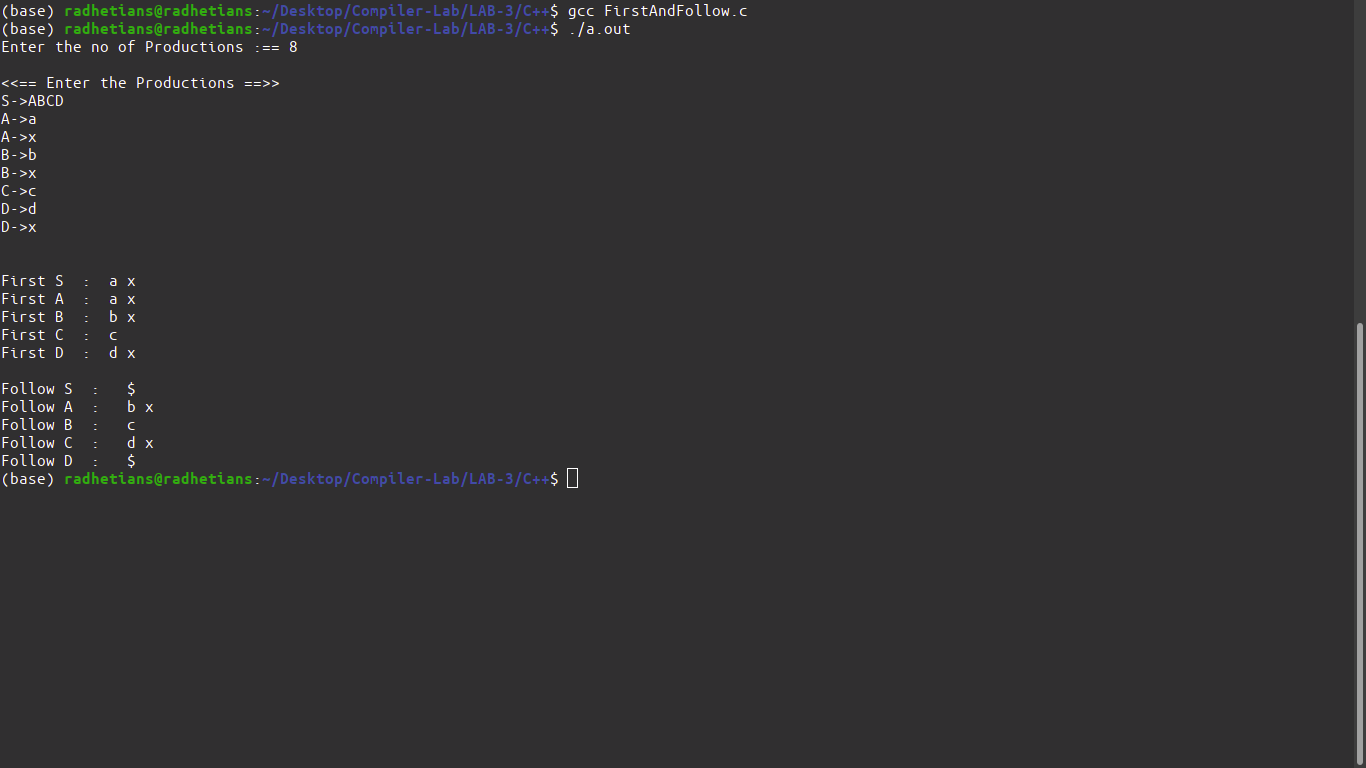 (base) radhetians@radhetians:~/Desktop/Compiler-Lab/LAB-3/C++$ gcc FirstAndFollow.c
(base) radhetians@radhetians:~/Desktop/Compiler-Lab/LAB-3/C++$ ./a.out
Enter the no of Productions :== 8
<<== Enter the Productions ==>>
S->ABCD
A->a
A->x
B->b
B->x
C->c
D->d
D->x
First S  :  a x
First A  :  a x
First B  :  b x
First C  :  c
First D  :  d x
Follow S  :   $
Follow A  :   b x
Follow B  :   c
Follow C  :   d x
Follow D  :   $
(base) radhetians@radhetians:~/Desktop/Compiler-Lab/LAB-3/C++$